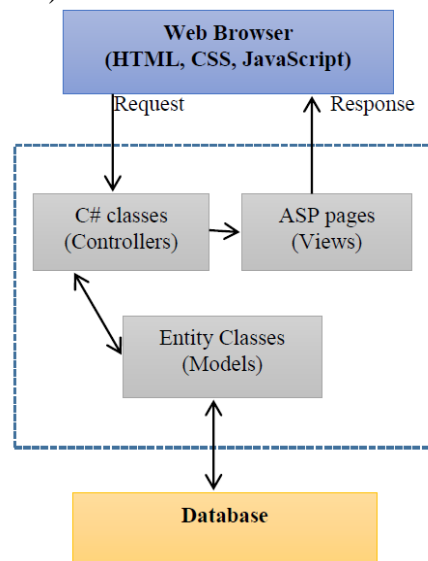 Web Browser
(HTML, CSS, JavaScript)
Request
Response
C# classes
(Controllers)
ASP pages
(Views)
Entity Classes
(Models)
Database